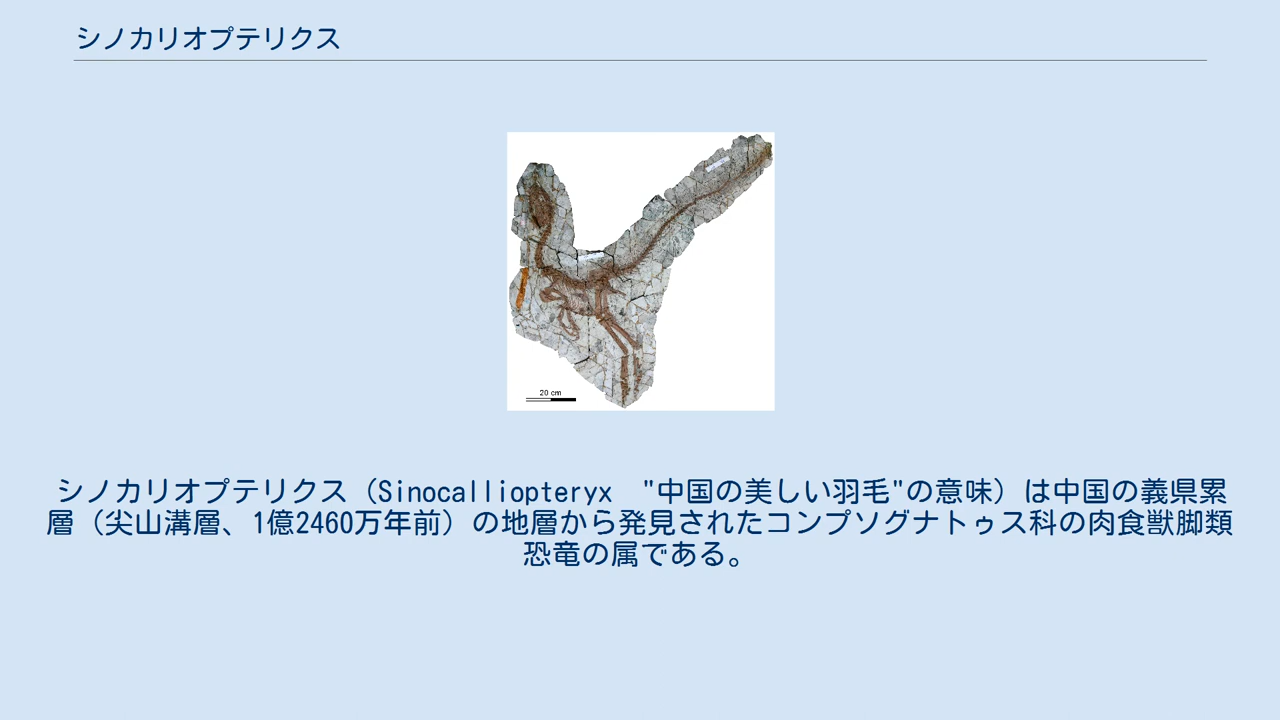 シノカリオプテリクス
20 cm
シノカリオプテリクス（Sinocalliopteryx　"中国の美しい羽毛"の意味）は中国の義県累
層（尖山溝層、1億2460万年前）の地層から発見されたコンプソグナトゥス科の肉食獣脚類
恐竜の属である。